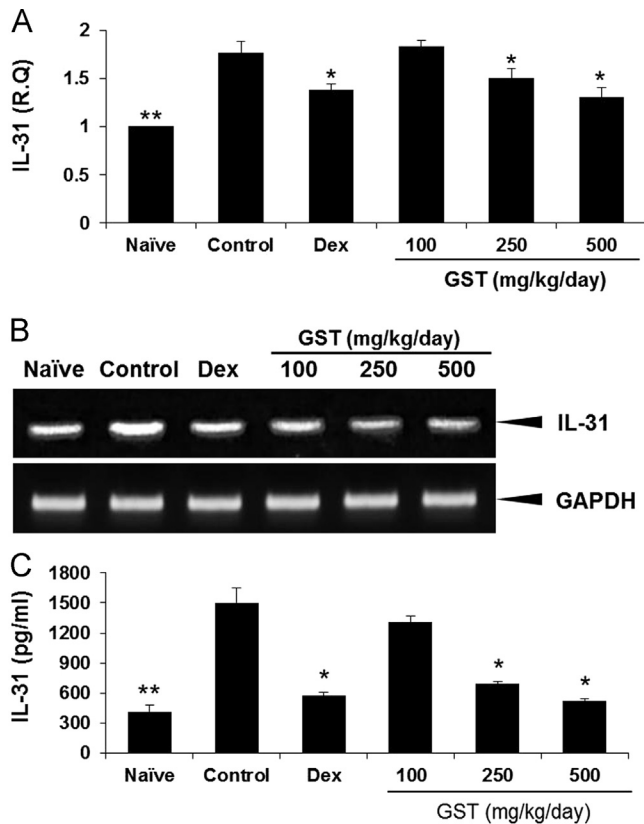 A
IL-31 (R.Q)
2
1.5
1
0.5
0
**
*
*
*
Naïve Control Dex 100 250 500
GST (mg/kg/day)
B
GST (mg/kg/day)
Naïve Control Dex 100 250 500
IL-31
GAPDH
C
IL-31 (pg/ml)
1800
1500
1200
900
600
300
0
**
*
*
*
Naïve Control Dex 100 250 500
GST (mg/kg/day)